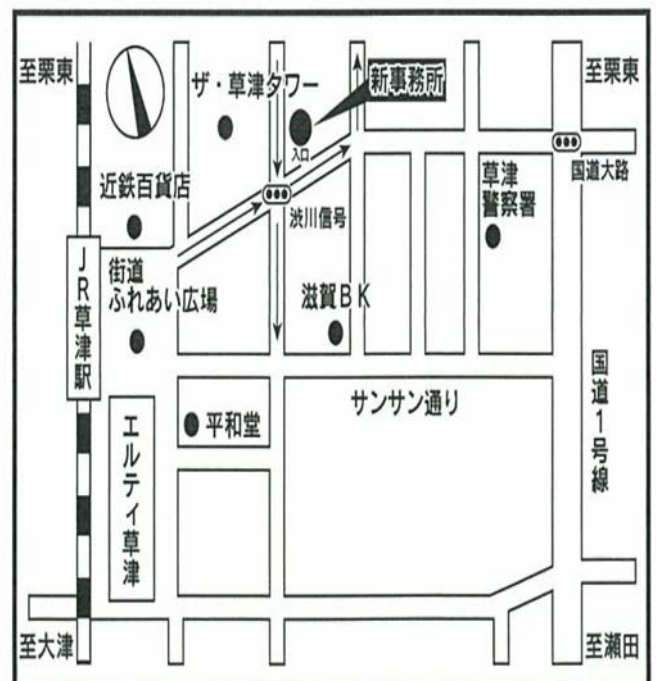 至栗東
ザ・草津タワー
新事務所
至栗東
入口
国道大路
近鉄百貨店
草津
警察署
渋川信号
JR草津駅
街道
ふれあい広場
滋賀BK
サンサン通り
国道1号線
平和堂
エルティ草津
至大津
至瀬田